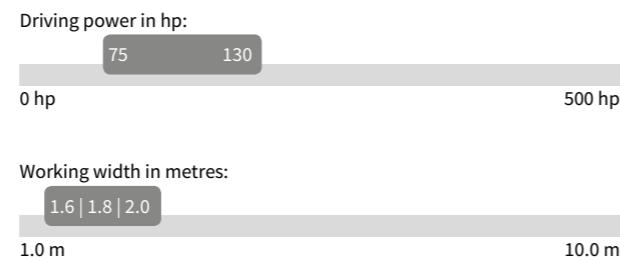 Driving power in hp:
75 130
0 hp 500 hp
Working width in metres:
1.6 | 1.8 | 2.0
1.0 m 10.0 m